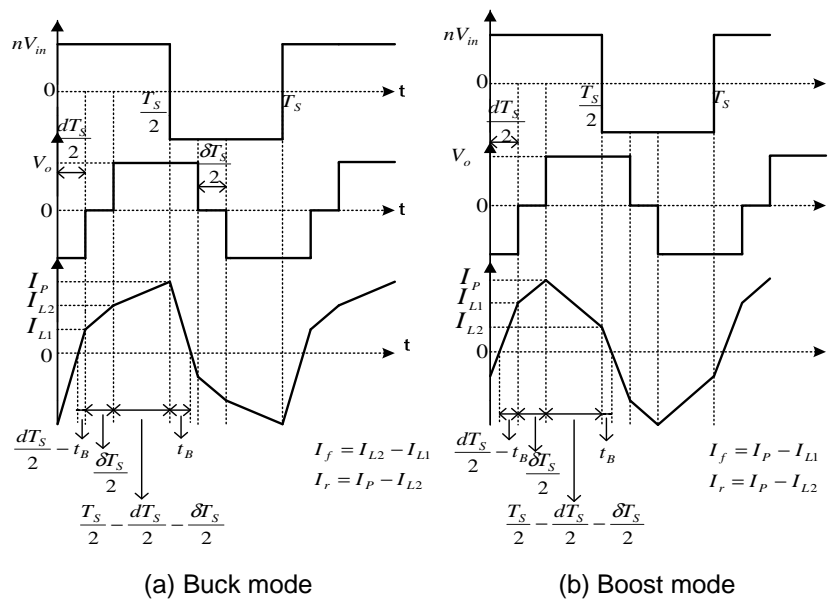 nV_in
0
t
T_S/2
T_S
dT_S/2
V_o
δT_S/2
0
t
I_P
I_L2
I_L1
0
t
dT_S/2 - t_B
δT_S/2
t_B
T_S/2 - dT_S/2 - δT_S/2
I_f = I_L2 - I_L1
I_r = I_P - I_L2
(a) Buck mode
nV_in
0
t
T_S/2
T_S
dT_S/2
V_o
0
t
I_P
I_L1
I_L2
0
t
dT_S/2 - t_B
δT_S/2
t_B
T_S/2 - dT_S/2 - δT_S/2
I_f = I_P - I_L1
I_r = I_P - I_L2
(b) Boost mode